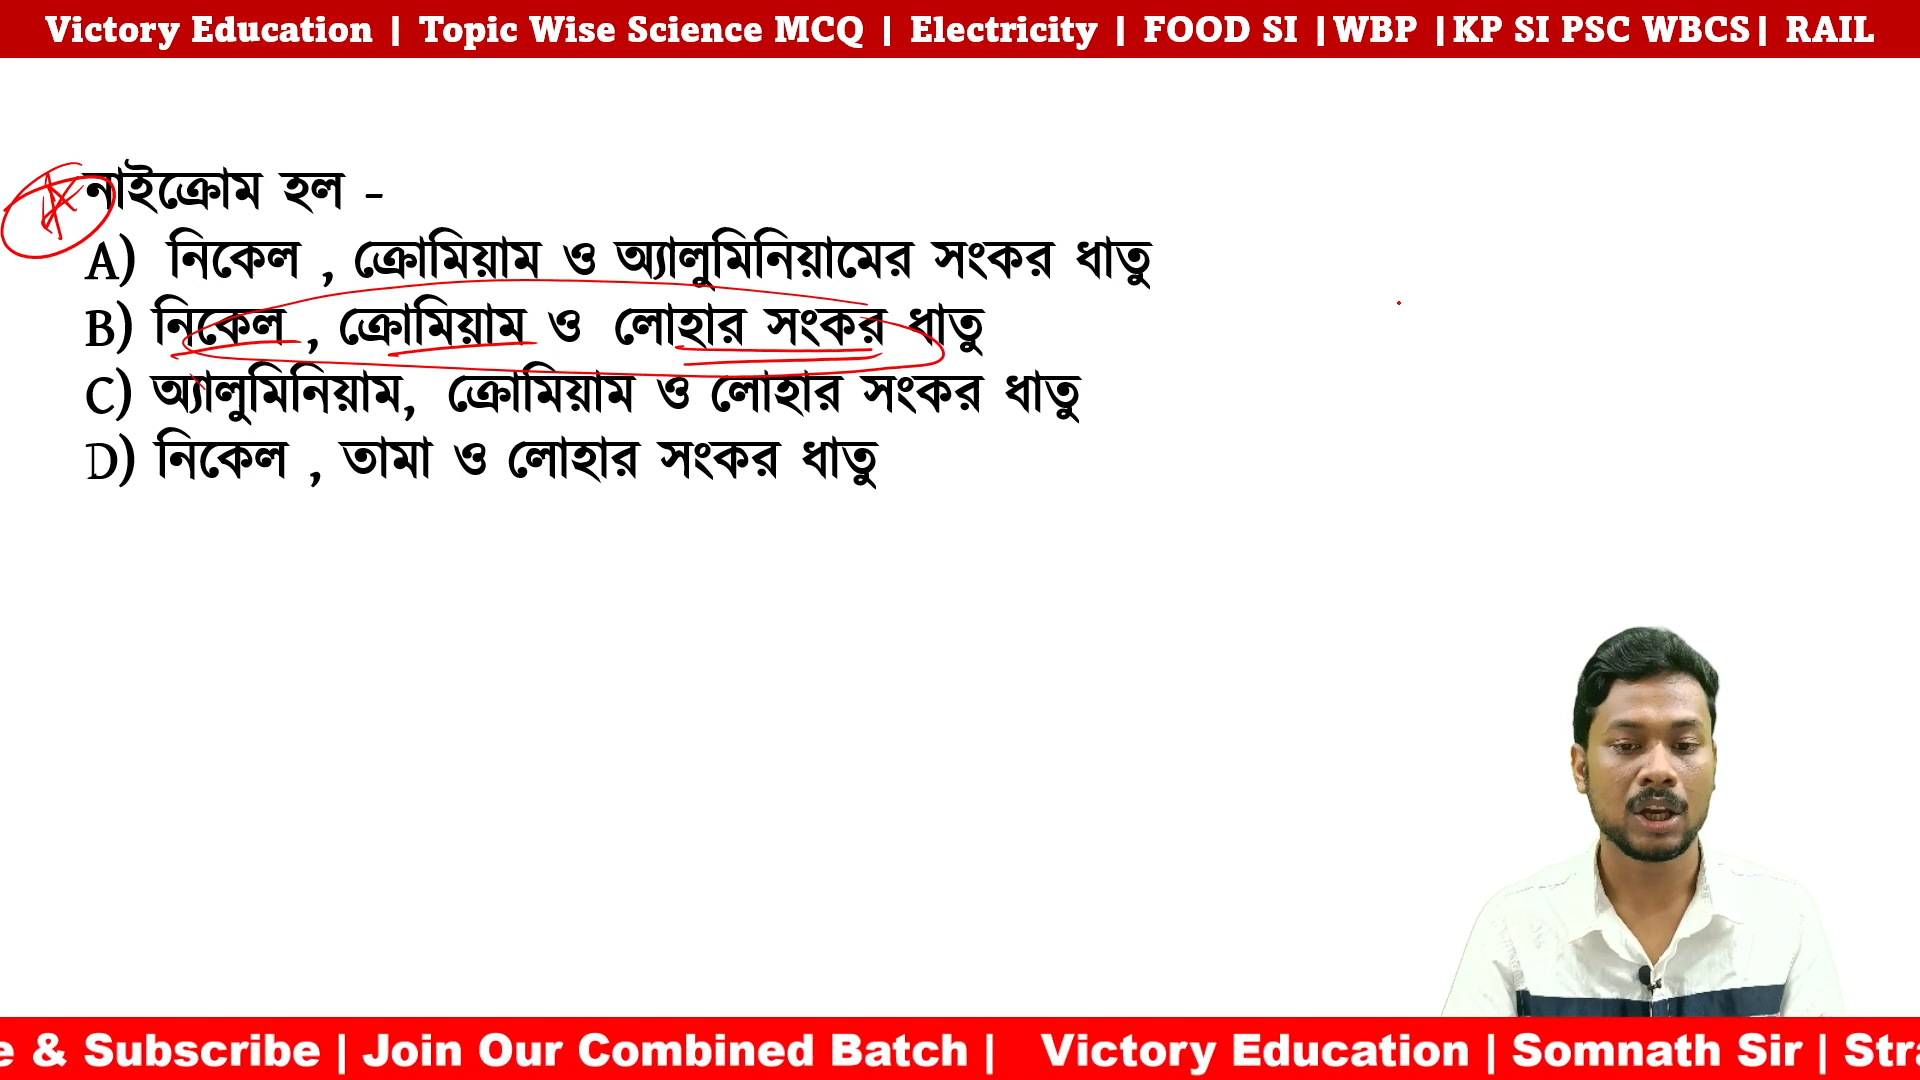 Victory Education | Topic Wise Science MCQ | Electricity | FOOD SI |WBP |KP SI PSC WBCS| RAIL
নাইক্রোম হল -
A) নিকেল , ক্রোমিয়াম ও অ্যালুমিনিয়ামের সংকর ধাতু
B) নিকেল , ক্রোমিয়াম ও লোহার সংকর ধাতু
C) অ্যালুমিনিয়াম, ক্রোমিয়াম ও লোহার সংকর ধাতু
D) নিকেল , তামা ও লোহার সংকর ধাতু
e & Subscribe | Join Our Combined Batch | Victory Education | Somnath Sir | Stra